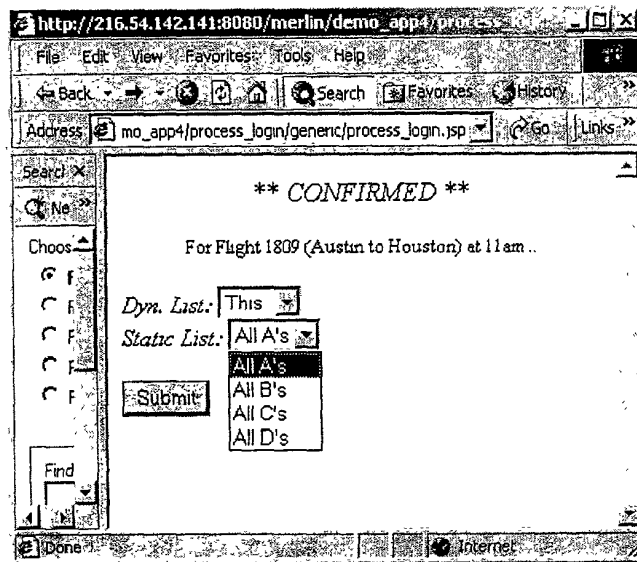 http://216.54.142.141:8080/merlin/demo_app4/process
File Edit View Favorites Tools Help
Back Search Favorites History »
Address mo_app4/process_login/generic/process_login.jsp Go Links »
Search
Ne »
** CONFIRMED **
Choos
For Flight 1809 (Austin to Houston) at 11am ..
F
F
F
F
F
Dyn. List: This
Static List: All A's
All A's
All B's
All C's
All D's
Submit
Find
Done Internet